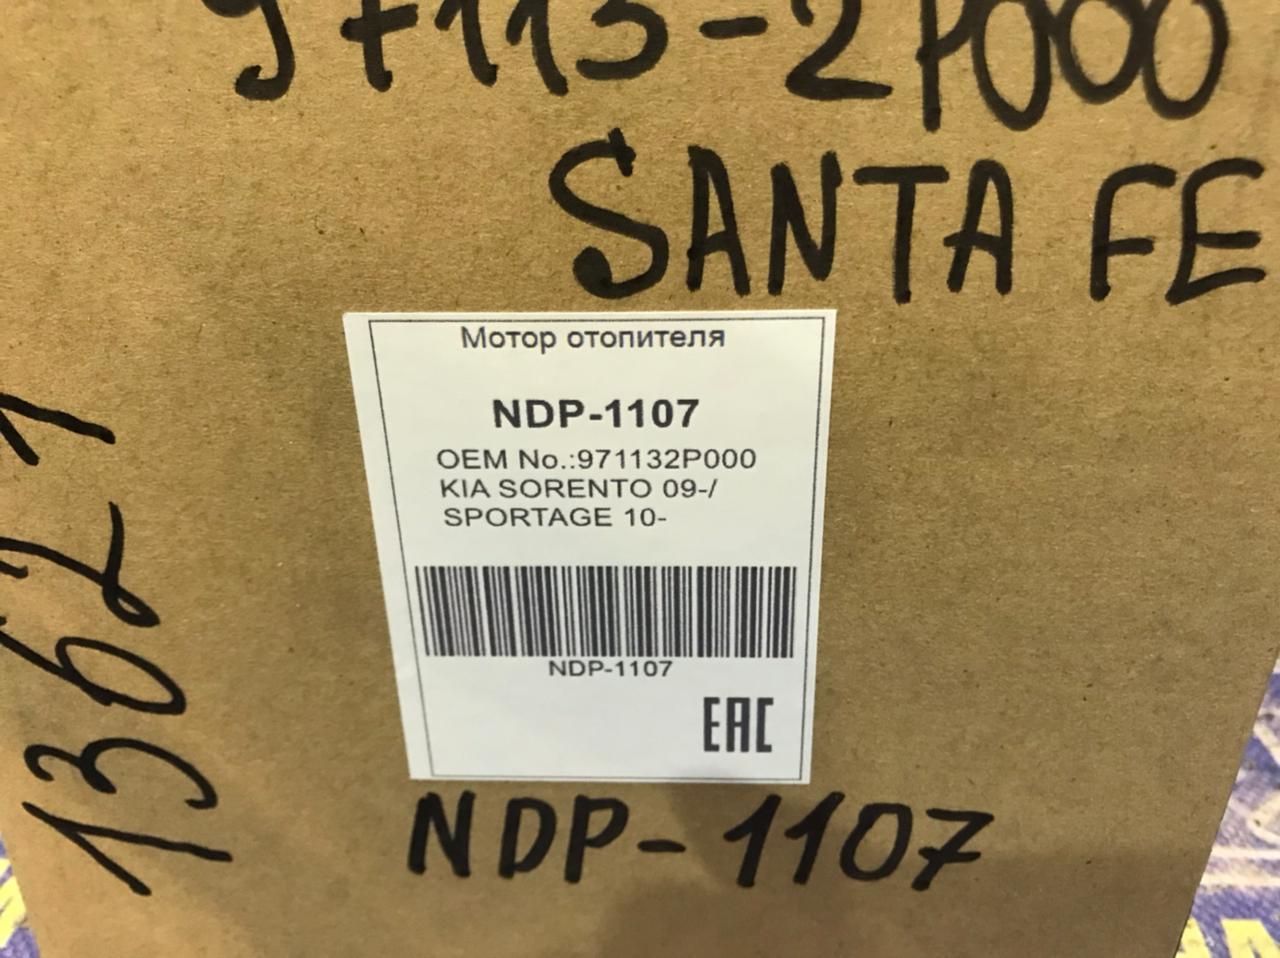 97113-2P000
SANTA FE
Мотор отопителя
NDP-1107
OEM No.:971132P000
KIA SORENTO 09-/
SPORTAGE 10-
NDP-1107
EAC
NDP-1107
13621